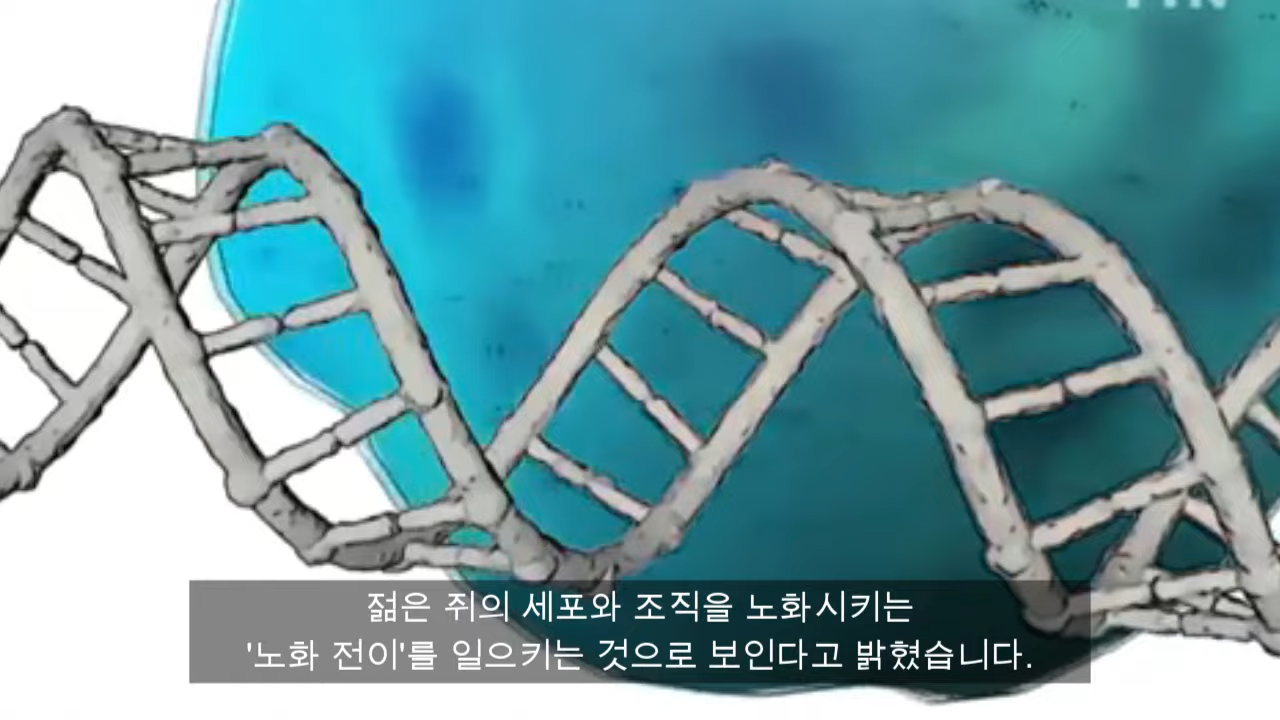 젊은 쥐의 세포와 조직을 노화시키는
'노화 전이'를 일으키는 것으로 보인다고 밝혔습니다.